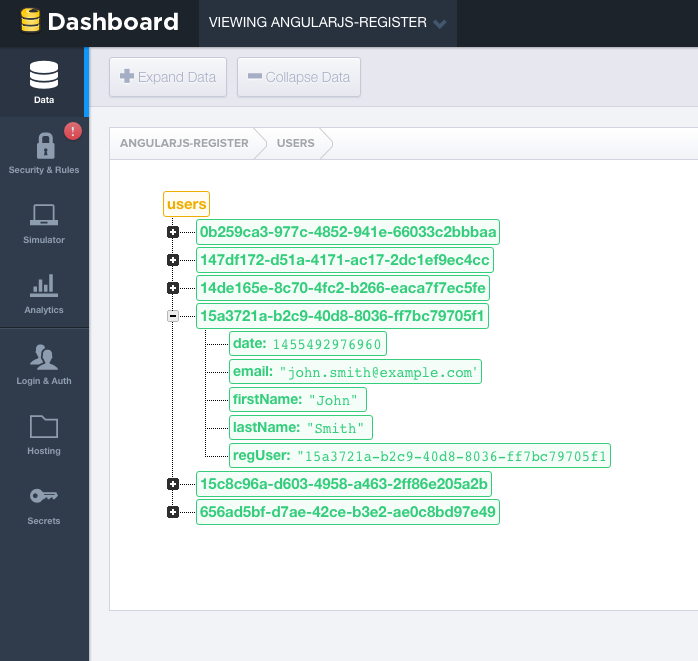 Dashboard VIEWING ANGULARJS-REGISTER
Data
!
Security & Rules
Simulator
Analytics
Login & Auth
Hosting
Secrets
Expand Data Collapse Data
ANGULARJS-REGISTER USERS
users
0b259ca3-977c-4852-941e-66033c2bbbaa
147df172-d51a-4171-ac17-2dc1ef9ec4cc
14de165e-8c70-4fc2-b266-eaca7f7ec5fe
15a3721a-b2c9-40d8-8036-ff7bc79705f1
date: 1455492976960
email: "john.smith@example.com"
firstName: "John"
lastName: "Smith"
regUser: "15a3721a-b2c9-40d8-8036-ff7bc79705f1
15c8c96a-d603-4958-a463-2ff86e205a2b
656ad5bf-d7ae-42ce-b3e2-ae0c8bd97e49